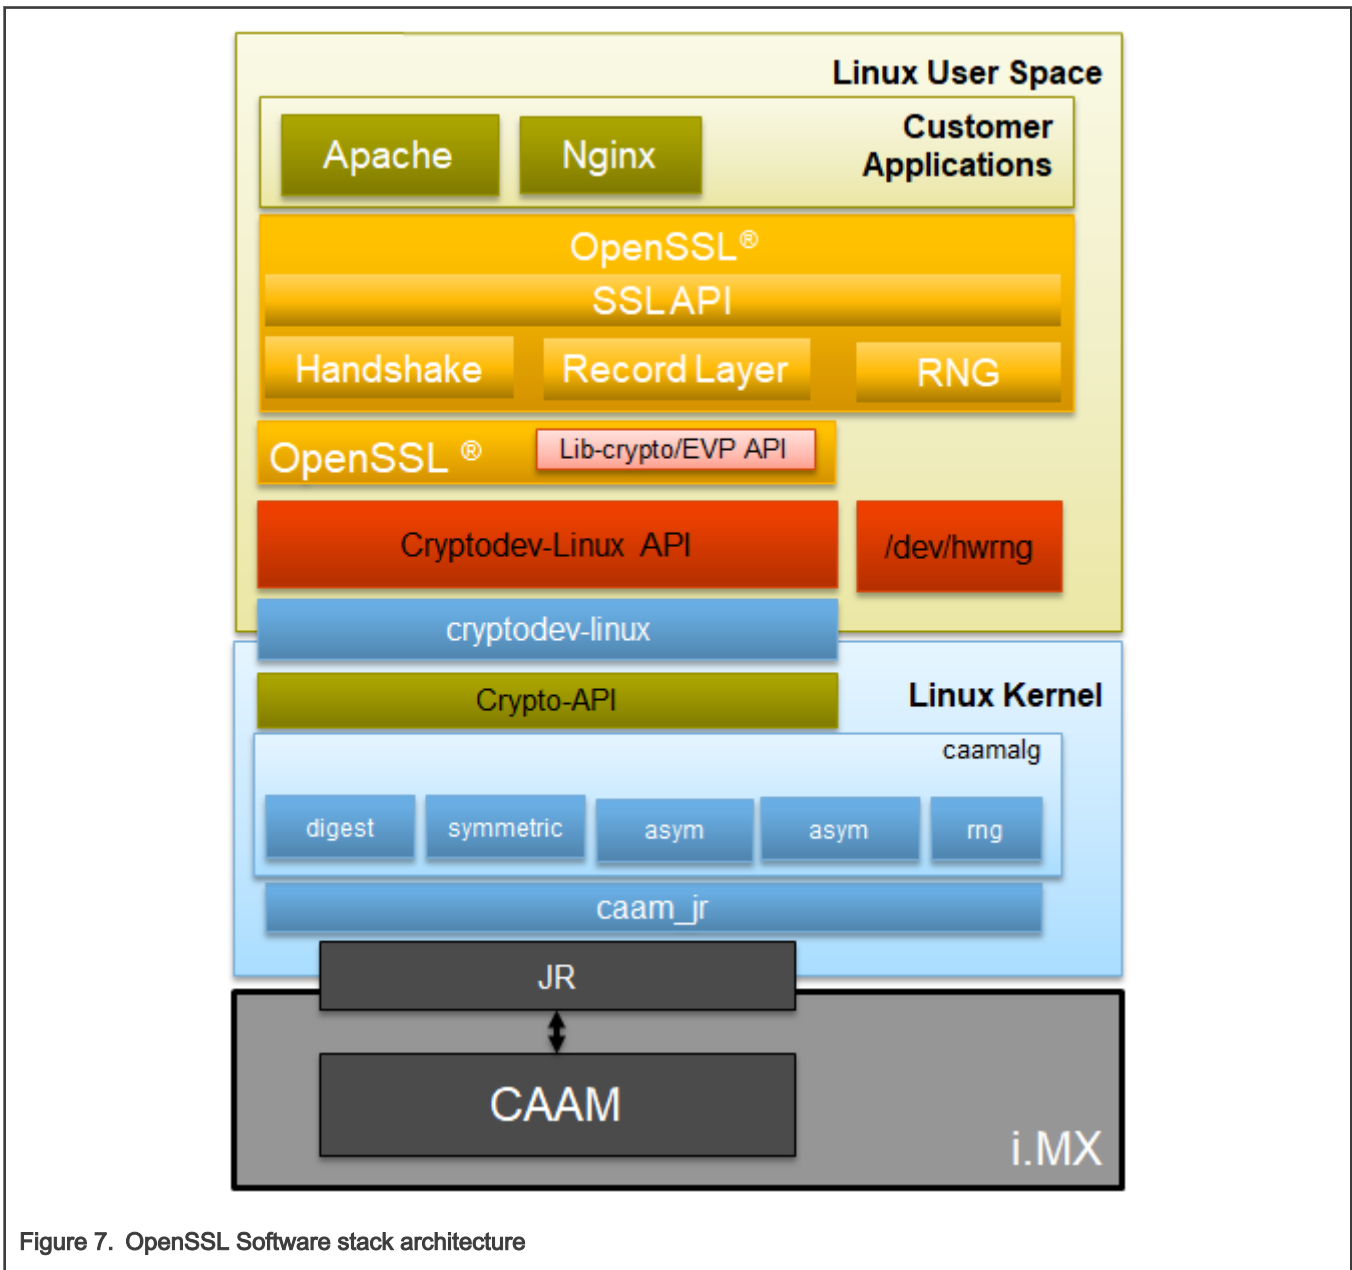 Linux User Space
Customer
Applications
Apache
Nginx
OpenSSL®
SSL API
Handshake
Record Layer
RNG
OpenSSL ®
Lib-crypto/EVP API
Cryptodev-Linux API
/dev/hwrng
cryptodev-linux
Crypto-API
Linux Kernel
caamalg
digest
symmetric
asym
asym
rng
caam_jr
JR
CAAM
i.MX
Figure 7. OpenSSL Software stack architecture